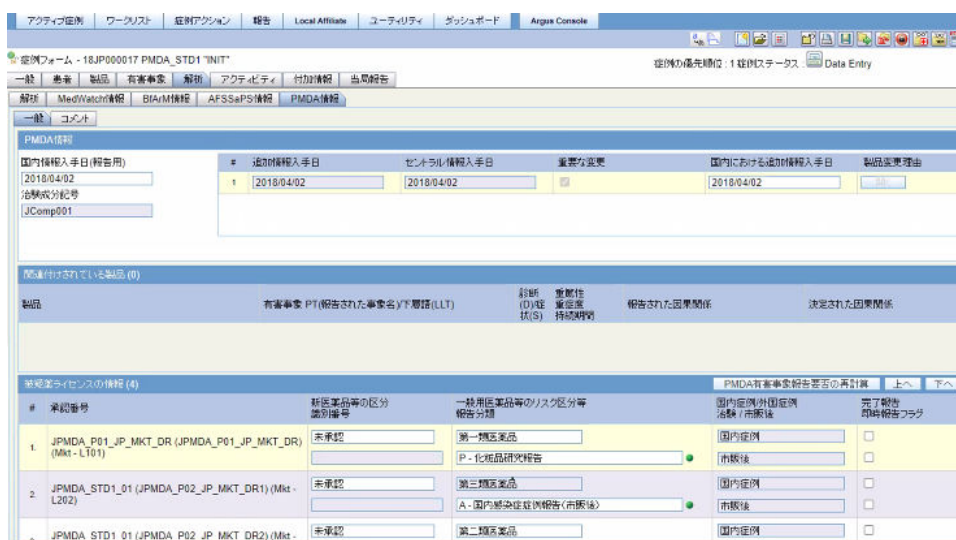 アクティブ症例 ワークリスト 症例アクション 報告 Local Affiliate ユーティリティ ダッシュボード Argus Console
症例フォーム - 18JP000017 PMDA_STD1 "INIT"
症例の優先順位 : 1 症例ステータス : Data Entry
一般 患者 製品 有害事象 解析 アクティビティ 付加情報 当局報告
解析 MedWatch情報 BfArM情報 AFSSaPS情報 PMDA情報
一般 コメント
PMDA情報
国内情報入手日(報告用)
2018/04/02
治験成分記号
JComp001
# 追加情報入手日 セントラル情報入手日 重要な変更 国内における追加情報入手日 製品変更理由
1 2018/04/02 2018/04/02 2018/04/02
関連付けされている製品 (0)
製品 有害事象 PT(報告された事象名)/下層語(LLT) 診断(D)/症状(S) 重篤性 重症度 持続期間 報告された因果関係 決定された因果関係
被疑薬ライセンスの情報 (4) PMDA有害事象報告要否の再計算 上へ 下へ
# 承認番号 新医薬品等の区分 識別番号 一般用医薬品等のリスク区分等 報告分類 国内症例/外国症例 治験 / 市販後 完了報告 即時報告フラグ
1. JPMDA_P01_JP_MKT_DR (JPMDA_P01_JP_MKT_DR) (Mkt - L101) 未承認 第一類医薬品 国内症例
P - 化粧品研究報告 市販後
2. JPMDA_STD1_01 (JPMDA_P02_JP_MKT_DR1) (Mkt - L202) 未承認 第三類医薬品 国内症例
A - 国内感染症症例報告(市販後) 市販後
JPMDA_STD1_01 (JPMDA_P02_JP_MKT_DR2) (Mkt - 未承認 第二類医薬品 国内症例